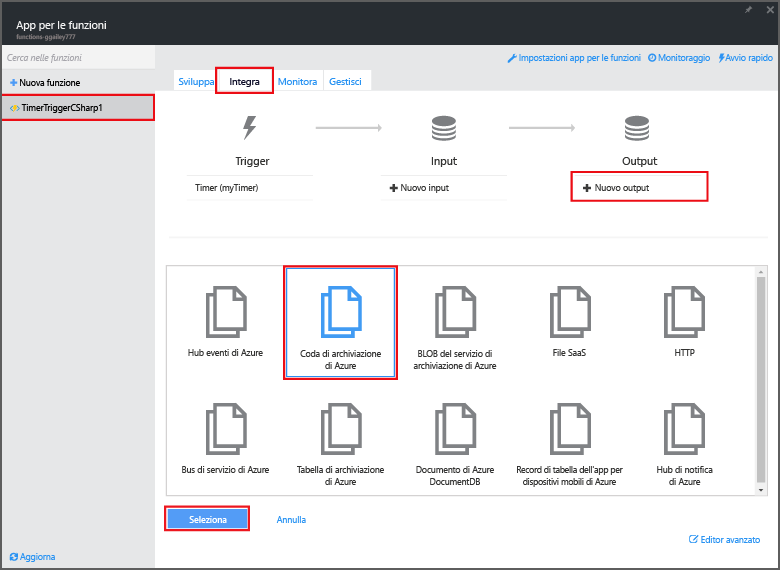 App per le funzioni
functions-ggailey777
Cerca nelle funzioni
Impostazioni app per le funzioni
Monitoraggio
Avvio rapido
Nuova funzione
TimerTriggerCSharp1
Sviluppa
Integra
Monitora
Gestisci
Trigger
Input
Output
Timer (myTimer)
Nuovo input
Nuovo output
Hub eventi di Azure
Coda di archiviazione
di Azure
BLOB del servizio di
archiviazione di Azure
File SaaS
HTTP
Bus di servizio di Azure
Tabella di archiviazione
di Azure
Documento di Azure
DocumentDB
Record di tabella dell'app per
dispositivi mobili di Azure
Hub di notifica
di Azure
Seleziona
Annulla
Editor avanzato
Aggiorna